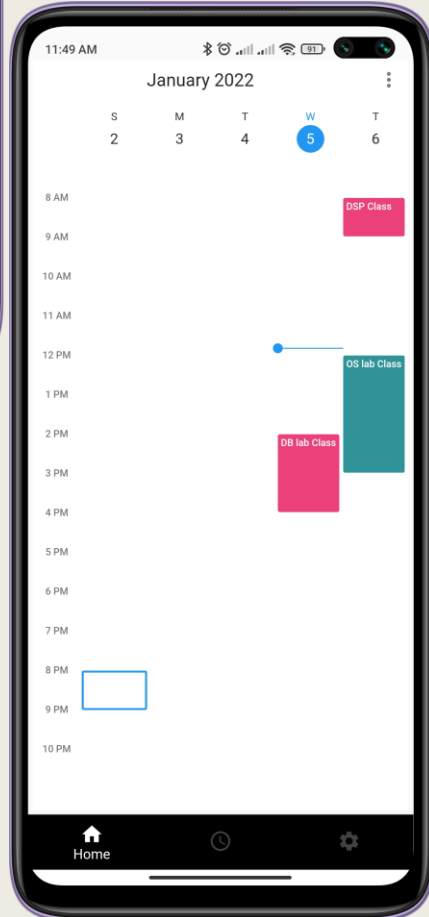 11:49 AM 91
January 2022
S M T W T
2 3 4 5 6
8 AM
DSP Class
9 AM
10 AM
11 AM
12 PM
OS lab Class
1 PM
2 PM
DB lab Class
3 PM
4 PM
5 PM
6 PM
7 PM
8 PM
9 PM
10 PM
Home